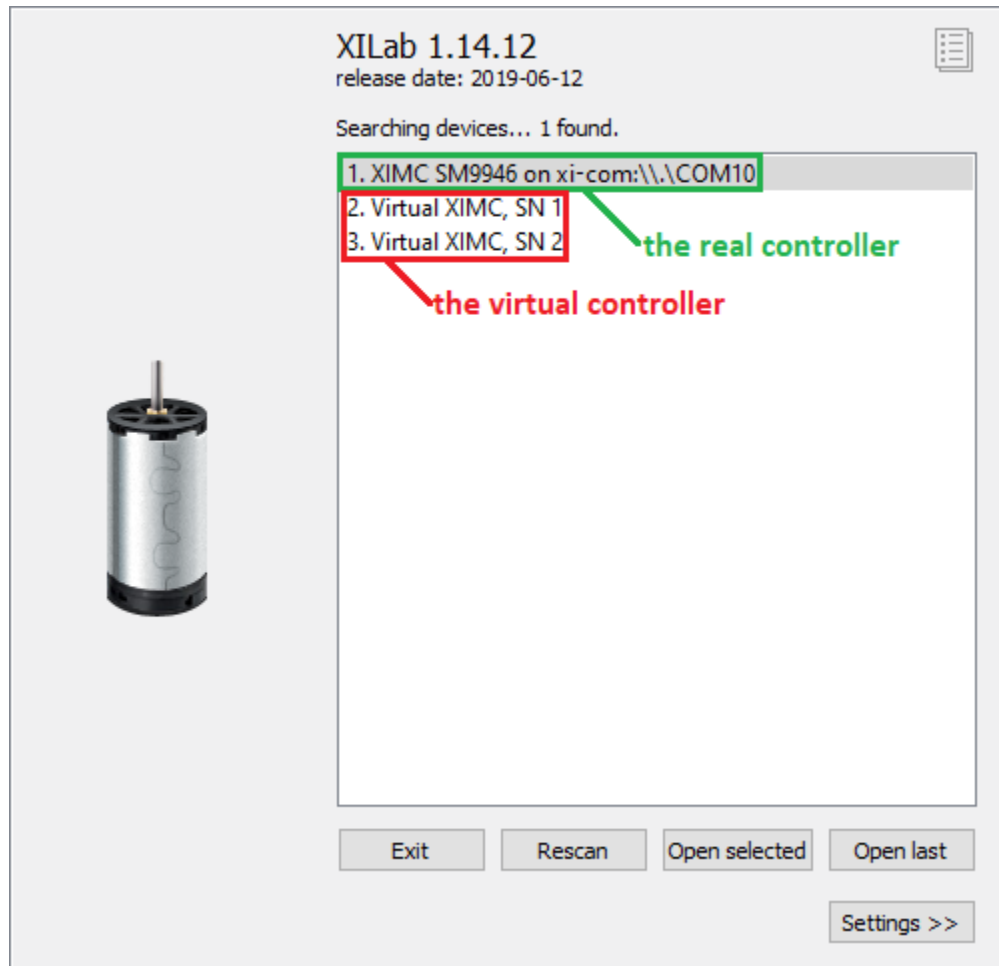 XILab 1.14.12
release date: 2019-06-12
Searching devices... 1 found.
1. XIMC SM9946 on xi-com:\\.\COM10
2. Virtual XIMC, SN 1
3. Virtual XIMC, SN 2
the real controller
the virtual controller
Exit
Rescan
Open selected
Open last
Settings >>